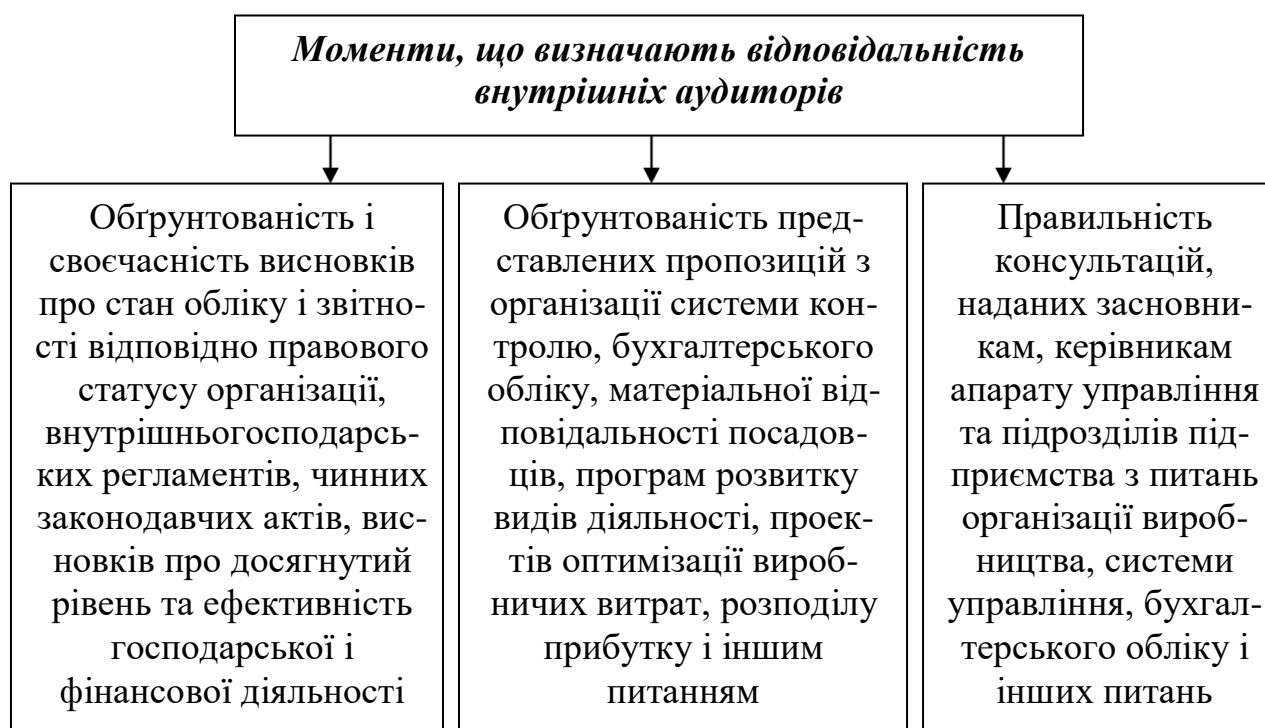 Моменти, що визначають відповідальність
внутрішніх аудиторів
Обґрунтованість і
своєчасність висновків
про стан обліку і звітно-
сті відповідно правового
статусу організації,
внутрішньогосподарсь-
ких регламентів, чинних
законодавчих актів, вис-
новків про досягнутий
рівень та ефективність
господарської і
фінансової діяльності
Обґрунтованість пред-
ставлених пропозицій з
організації системи кон-
тролю, бухгалтерського
обліку, матеріальної від-
повідальності посадов-
ців, програм розвитку
видів діяльності, проек-
тів оптимізації вироб-
ничих витрат, розподілу
прибутку і іншим
питанням
Правильність
консультацій,
наданих засновни-
кам, керівникам
апарату управління
та підрозділів під-
приємства з питань
організації вироб-
ництва, системи
управління, бухгал-
терського обліку і
інших питань